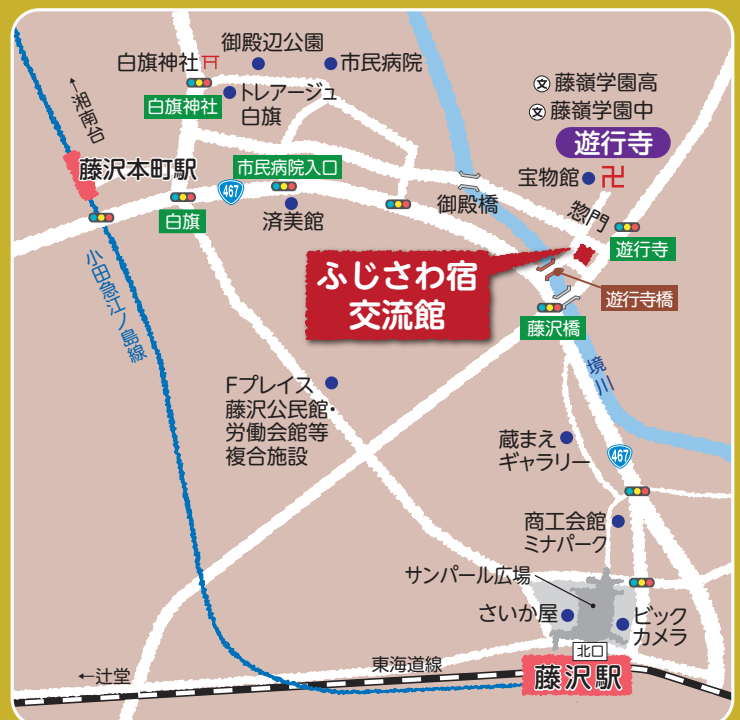 御殿辺公園
白旗神社
市民病院
トレアージュ
白旗
白旗神社
←湘南台
藤沢本町駅
市民病院入口
467
白旗
済美館
文 藤嶺学園高
文 藤嶺学園中
遊行寺
宝物館
御殿橋
惣門
遊行寺
ふじさわ宿
交流館
遊行寺橋
藤沢橋
小田急江ノ島線
境川
Fプレイス
藤沢公民館・
労働会館等
複合施設
蔵まえ
ギャラリー
467
商工会館
ミナパーク
サンパール広場
さいか屋
ビック
カメラ
北口
藤沢駅
東海道線
←辻堂